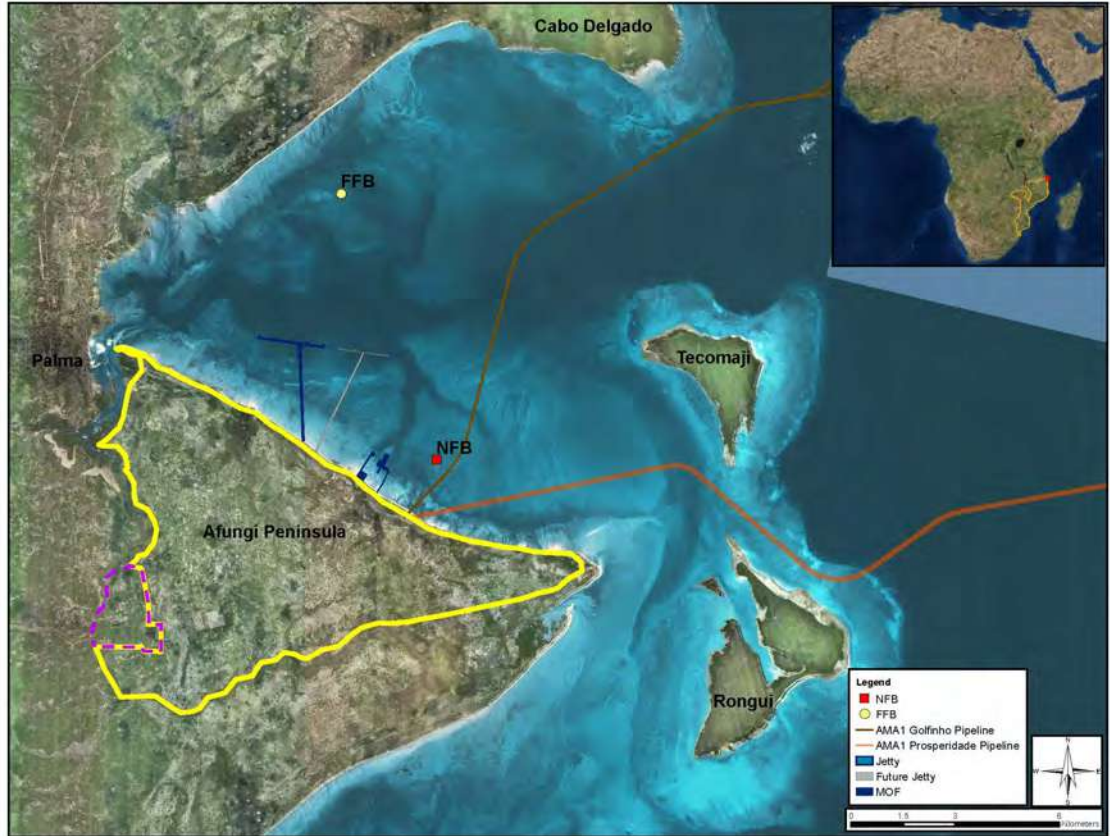 Cabo Delgado
FFB
Tecomaji
Palma
NFB
Afungi Peninsula
Rongui
Legend
NFB
FFB
AMA1 Golfinho Pipeline
AMA1 Prosperidade Pipeline
Jetty
Future Jetty
MOF
N
W E
S
0 1.5 3 6
Kilometers